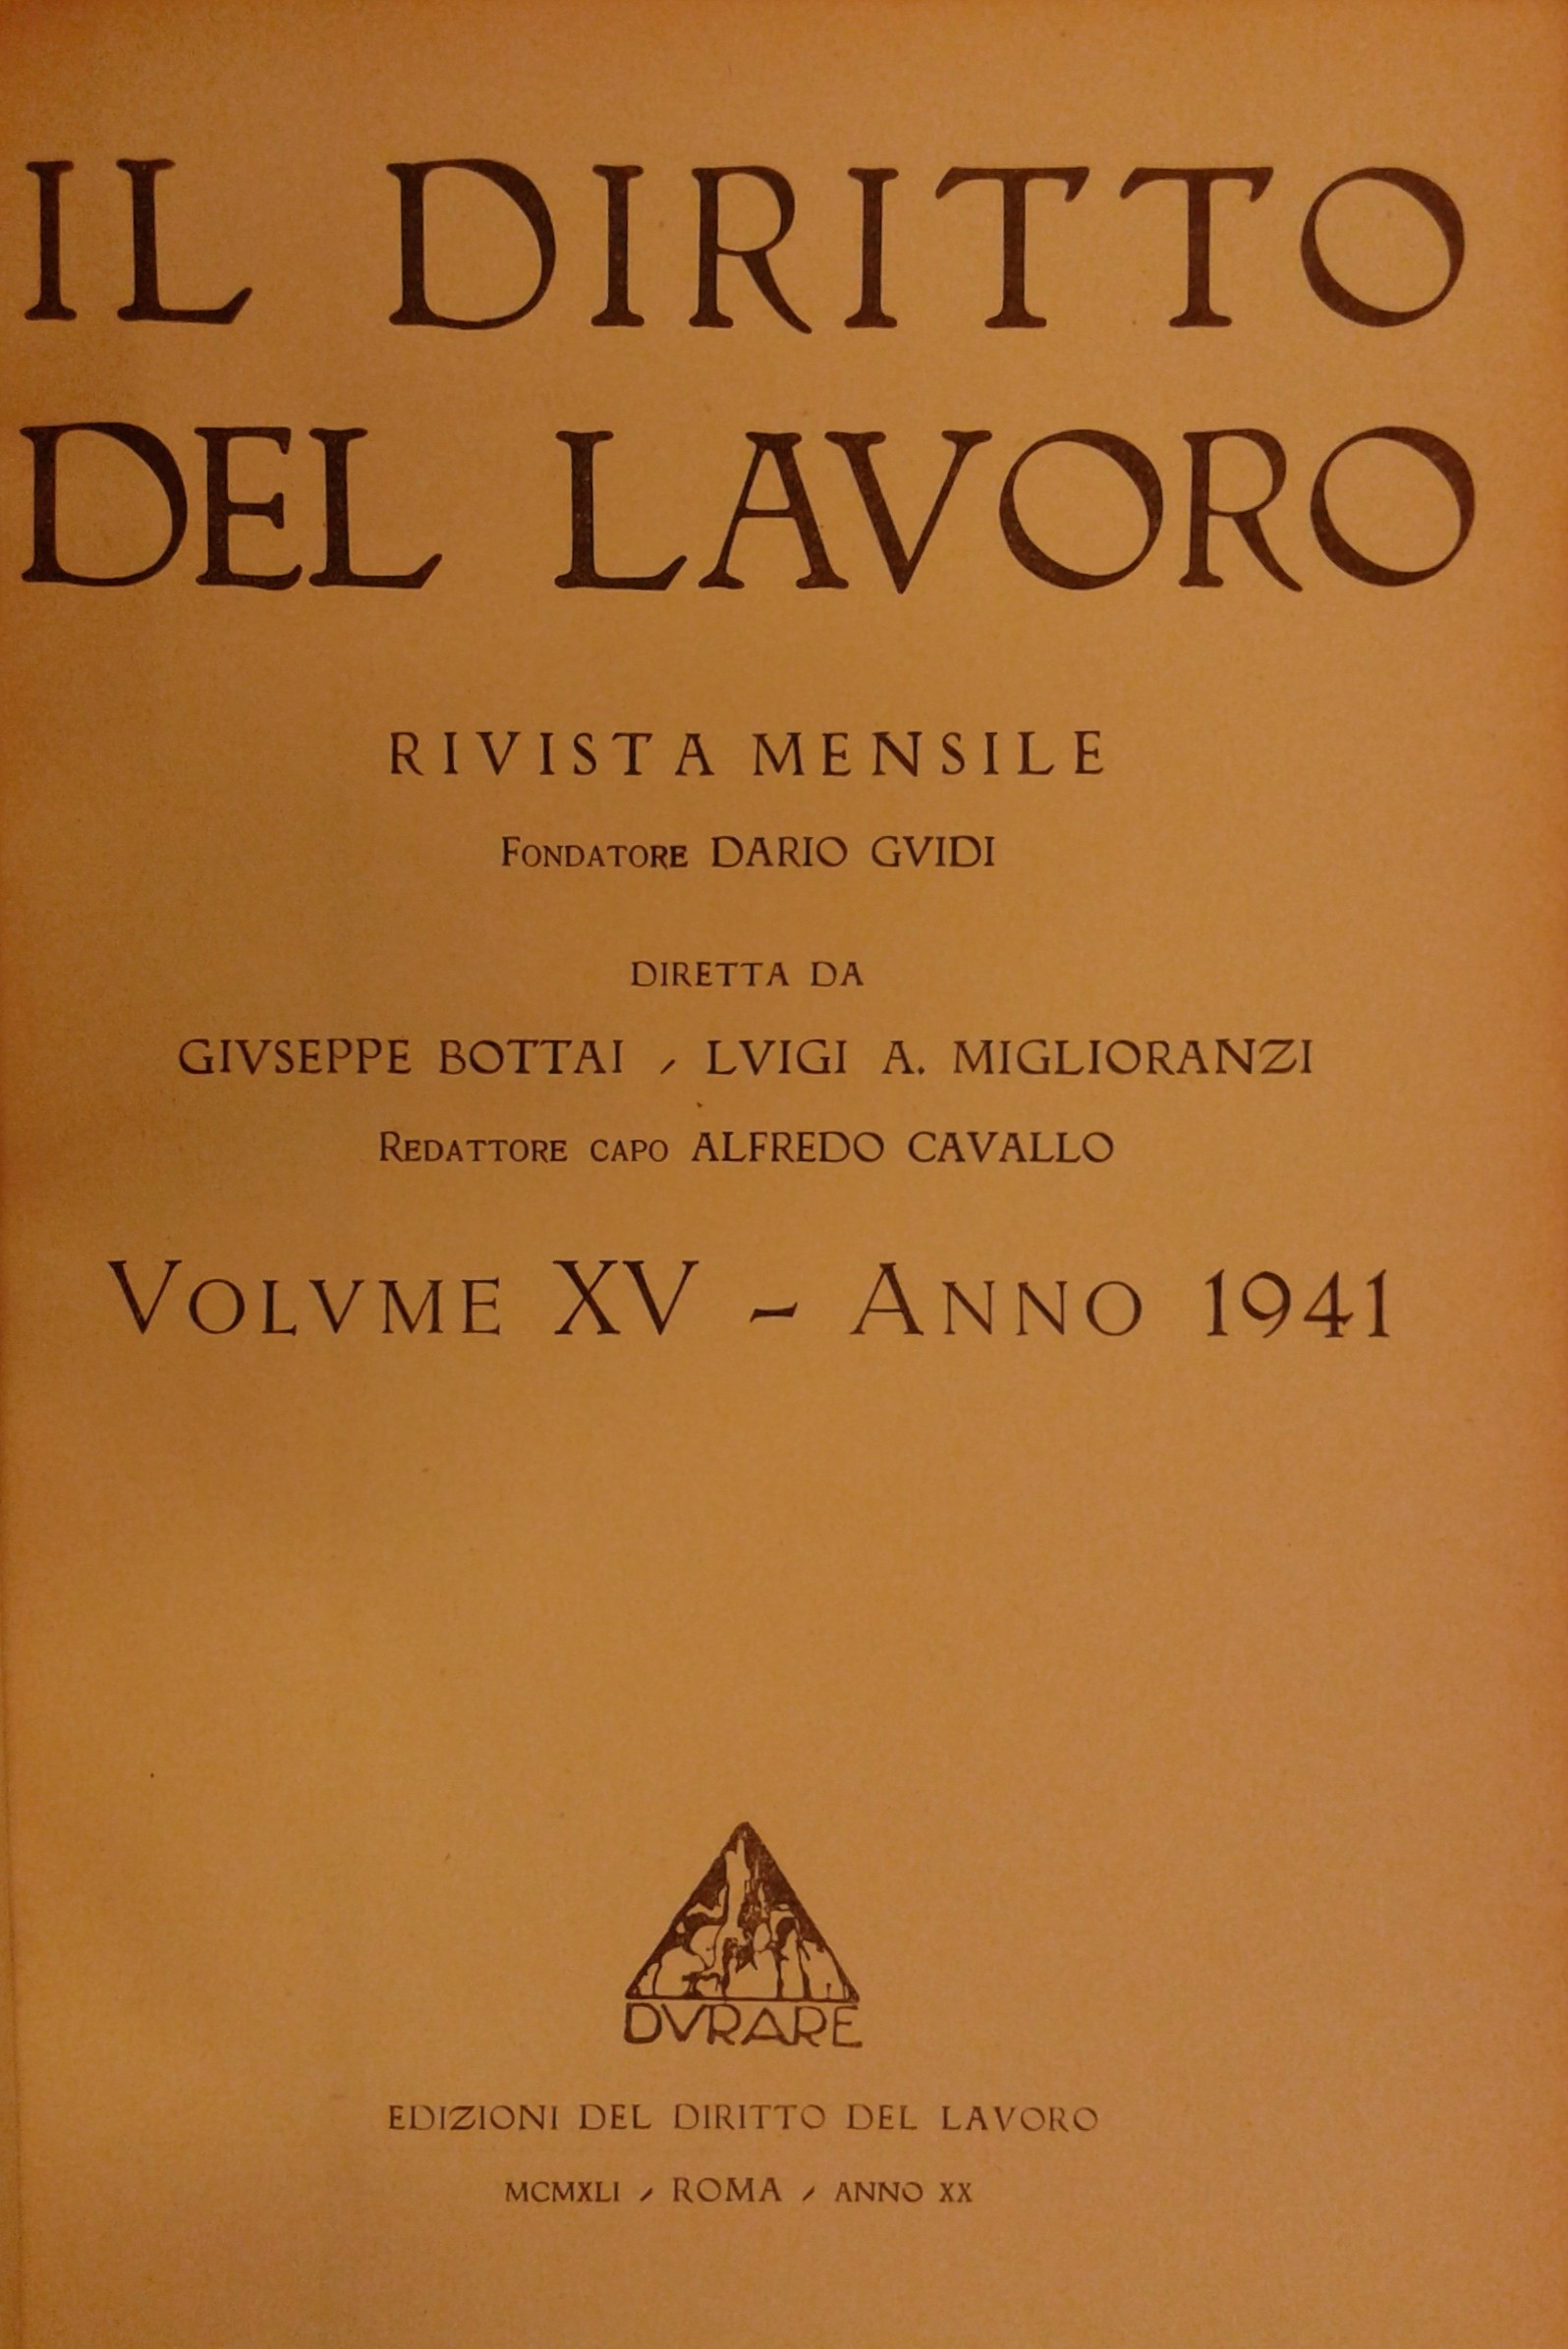 IL DIRITTO
DEL LAVORO
RIVISTA MENSILE
FONDATORE DARIO GVIDI
DIRETTA DA
GIVSEPPE BOTTAI / LVIGI A. MIGLIORANZI
REDATTORE CAPO ALFREDO CAVALLO
VOLVME XV - ANNO 1941
DVRARE
EDIZIONI DEL DIRITTO DEL LAVORO
MCMXLI / ROMA / ANNO XX